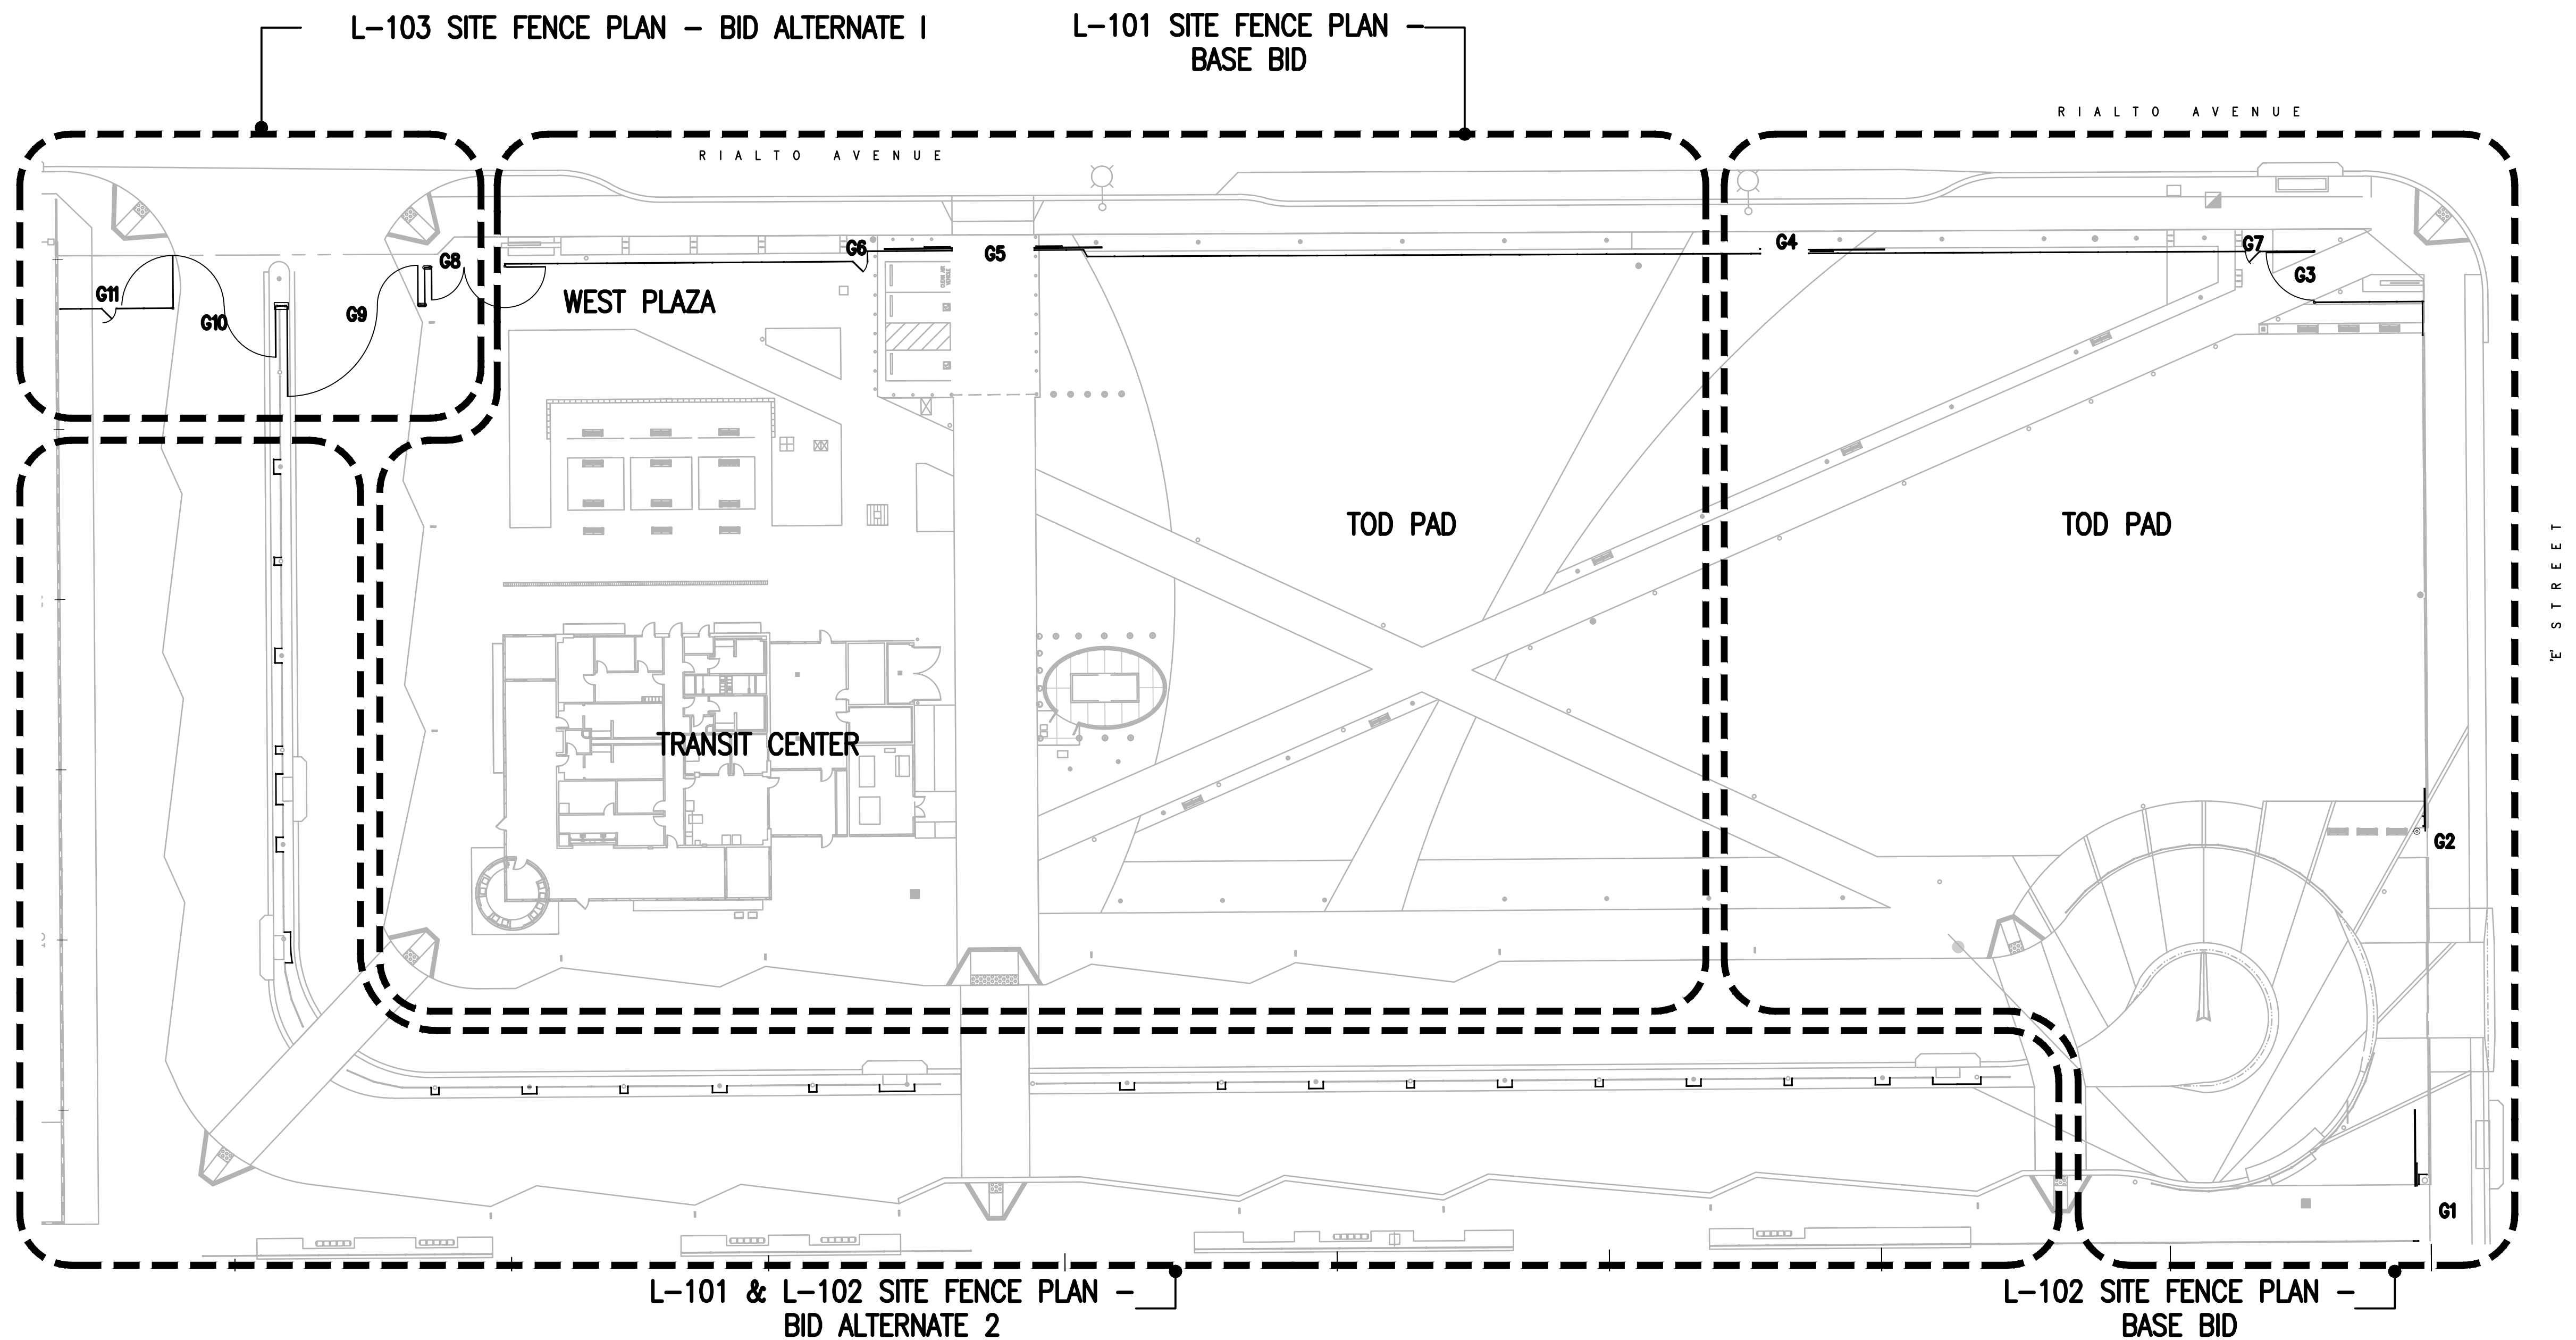 L-103 SITE FENCE PLAN - BID ALTERNATE 1
L-101 SITE FENCE PLAN -
BASE BID
RIALTO AVENUE
RIALTO AVENUE
G6
G5
G4
G7
G8
G3
G11
G10
G9
WEST PLAZA
TOD PAD
TOD PAD
'E' STREET
TRANSIT CENTER
G2
G1
L-101 & L-102 SITE FENCE PLAN -
BID ALTERNATE 2
L-102 SITE FENCE PLAN -
BASE BID